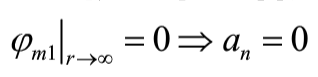 φ_{m1}|_{r→∞} = 0 ⇒ a_n = 0